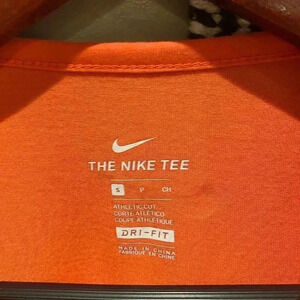 THE NIKE TEE
S P CH
ATHLETIC CUT
CORTE ATLÉTICO
COUPE ATHLÉTIQUE
DRI-FIT
MADE IN CHINA
FABRIQUÉ EN CHINE